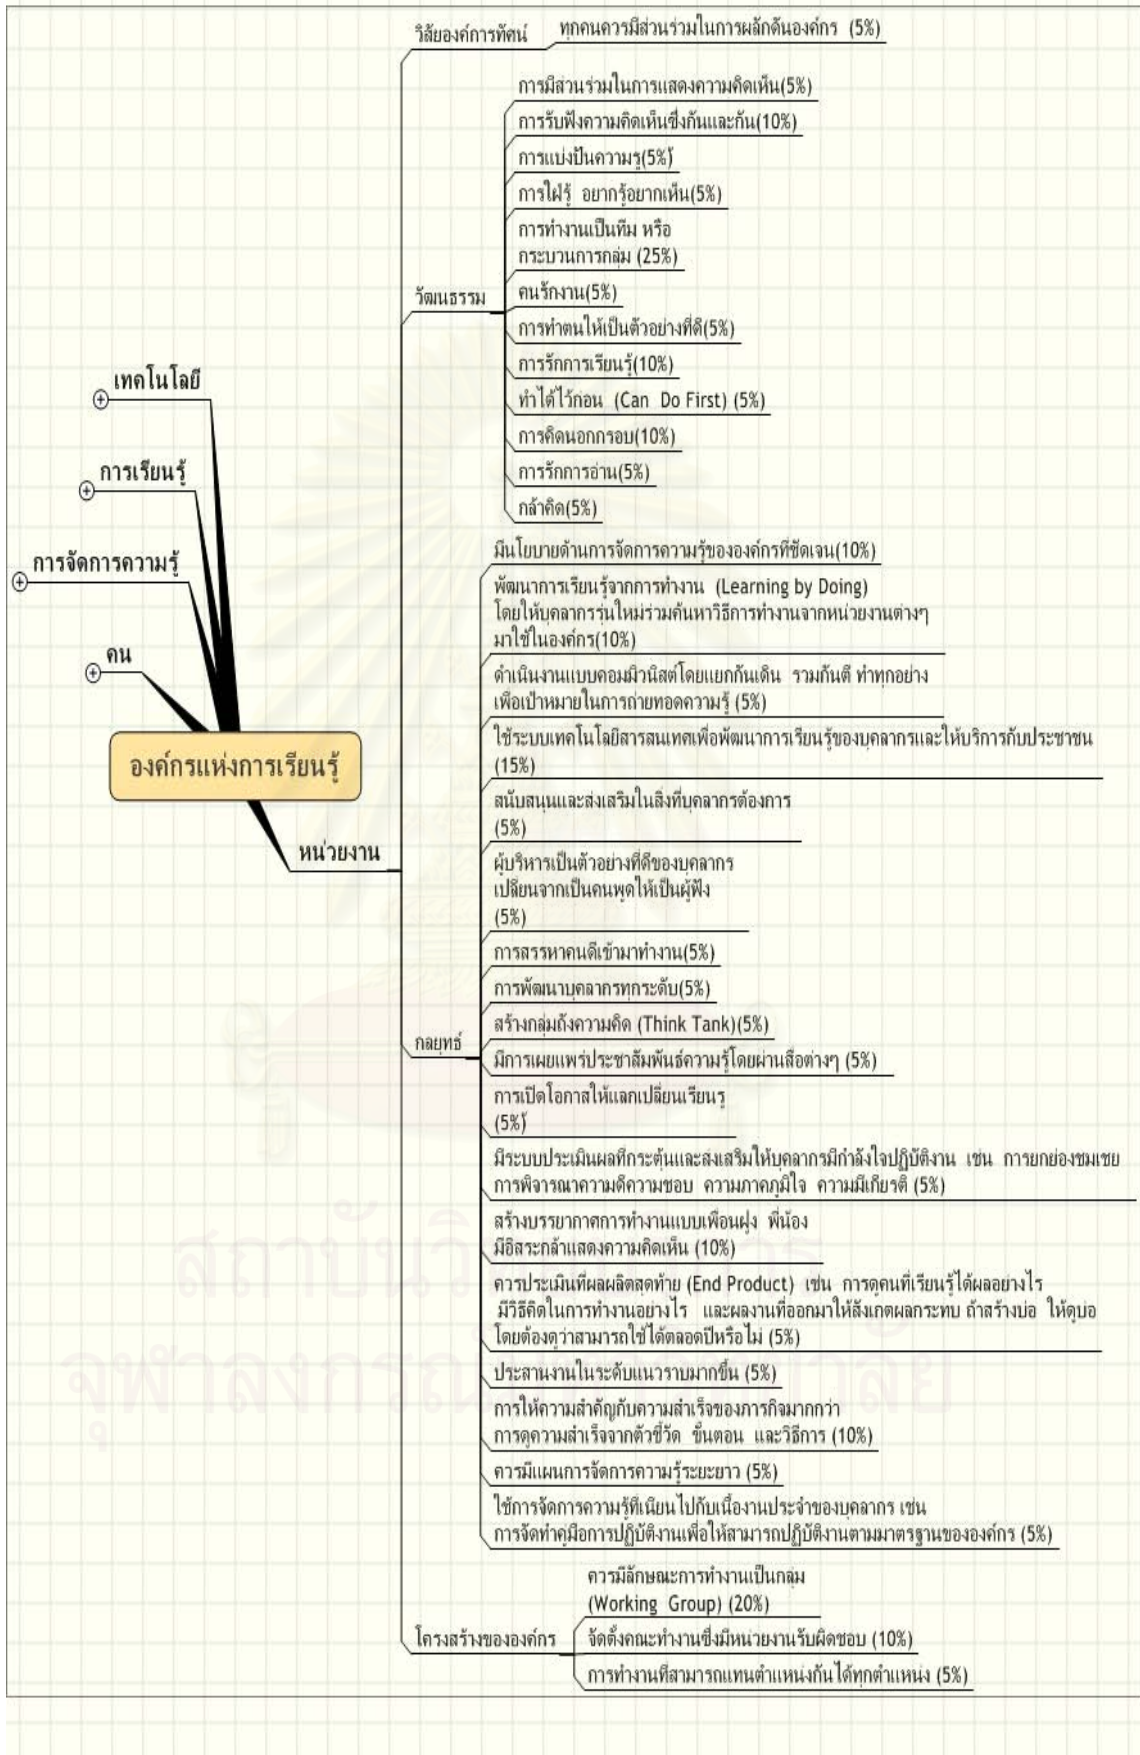 วิสัยองค์การทัศน์
ทุกคนควรมีส่วนร่วมในการผลักดันองค์กร (5%)
การมีส่วนร่วมในการแสดงความคิดเห็น(5%)
การรับฟังความคิดเห็นซึ่งกันและกัน(10%)
การแบ่งปันความรู(5%)้
การใฝ่รู้ อยากรู้อยากเห็น(5%)
การทำงานเป็นทีม หรือ
กระบวนการกลุ่ม (25%)
วัฒนธรรม
คนรักงาน(5%)
การทำตนให้เป็นตัวอย่างที่ดี(5%)
การรักการเรียนรู้(10%)
ทำได้ไว้ก่อน (Can Do First) (5%)
การคิดนอกกรอบ(10%)
การรักการอ่าน(5%)
กล้าคิด(5%)
เทคโนโลยี
การเรียนรู้
การจัดการความรู้
คน
องค์กรแห่งการเรียนรู้
หน่วยงาน
มีนโยบายด้านการจัดการความรู้ขององค์กรที่ชัดเจน(10%)
พัฒนาการเรียนรู้จากการทำงาน (Learning by Doing)
โดยให้บุคลากรรุ่นใหม่ร่วมค้นหาวิธีการทำงานจากหน่วยงานต่างๆ
มาใช้ในองค์กร(10%)
ดำเนินงานแบบคอมมิวนิสต์โดยแยกกันเดิน รวมกันตี ทำทุกอย่าง
เพื่อเป้าหมายในการถ่ายทอดความรู้ (5%)
ใช้ระบบเทคโนโลยีสารสนเทศเพื่อพัฒนาการเรียนรู้ของบุคลากรและให้บริการกับประชาชน
(15%)
สนับสนุนและส่งเสริมในสิ่งที่บุคลากรต้องการ
(5%)
ผู้บริหารเป็นตัวอย่างที่ดีของบุคลากร
เปลี่ยนจากเป็นคนพูดให้เป็นผู้ฟัง
(5%)
การสรรหาคนดีเข้ามาทำงาน(5%)
การพัฒนาบุคลากรทุกระดับ(5%)
สร้างกลุ่มถังความคิด (Think Tank)(5%)
กลยุทธ์
มีการเผยแพร่ประชาสัมพันธ์ความรู้โดยผ่านสื่อต่างๆ (5%)
การเปิดโอกาสให้แลกเปลี่ยนเรียนรู
(5%)้
มีระบบประเมินผลที่กระตุ้นและส่งเสริมให้บุคลากรมีกำลังใจปฏิบัติงาน เช่น การยกย่องชมเชย
การพิจารณาความดีความชอบ ความภาคภูมิใจ ความมีเกียรติ (5%)
สร้างบรรยากาศการทำงานแบบเพื่อนฝูง พี่น้อง
มีอิสระกล้าแสดงความคิดเห็น (10%)
ควรประเมินที่ผลผลิตสุดท้าย (End Product) เช่น การดูคนที่เรียนรู้ได้ผลอย่างไร
มีวิธีคิดในการทำงานอย่างไร และผลงานที่ออกมาให้สังเกตผลกระทบ ถ้าสร้างบ่อ ให้ดูบ่อ
โดยต้องดูว่าสามารถใช้ได้ตลอดปีหรือไม่ (5%)
ประสานงานในระดับแนวราบมากขึ้น (5%)
การให้ความสำคัญกับความสำเร็จของภารกิจมากกว่า
การดูความสำเร็จจากตัวชี้วัด ขั้นตอน และวิธีการ (10%)
ควรมีแผนการจัดการความรู้ระยะยาว (5%)
ใช้การจัดการความรู้ที่เนียนไปกับเนื้องานประจำของบุคลากร เช่น
การจัดทำคู่มือการปฏิบัติงานเพื่อให้สามารถปฏิบัติงานตามมาตรฐานขององค์กร (5%)
ควรมีลักษณะการทำงานเป็นกลุ่ม
(Working Group) (20%)
โครงสร้างขององค์กร
จัดตั้งคณะทำงานซึ่งมีหน่วยงานรับผิดชอบ (10%)
การทำงานที่สามารถแทนตำแหน่งกันได้ทุกตำแหน่ง (5%)